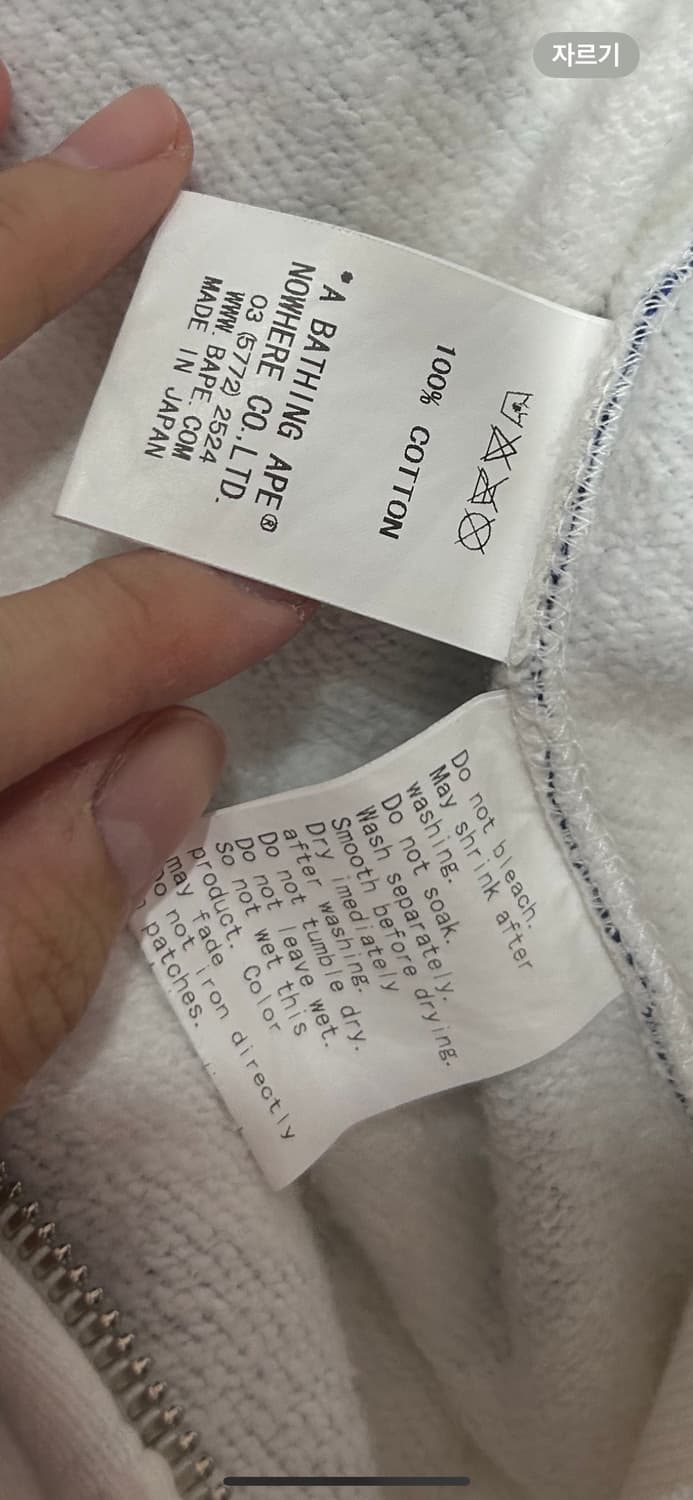 자르기
*A BATHING APE®
NOWHERE CO.,LTD.
03 (5772) 2524
WWW. BAPE. COM
MADE IN JAPAN
100% COTTON
Do not bleach.
May shrink after
washing.
Do not soak.
Wash separately.
Smooth before drying.
Dry imediately
after washing.
Do not tumble dry.
Do not leave wet.
So not wet this
product. Color
may fade
Do not iron directly
patches.